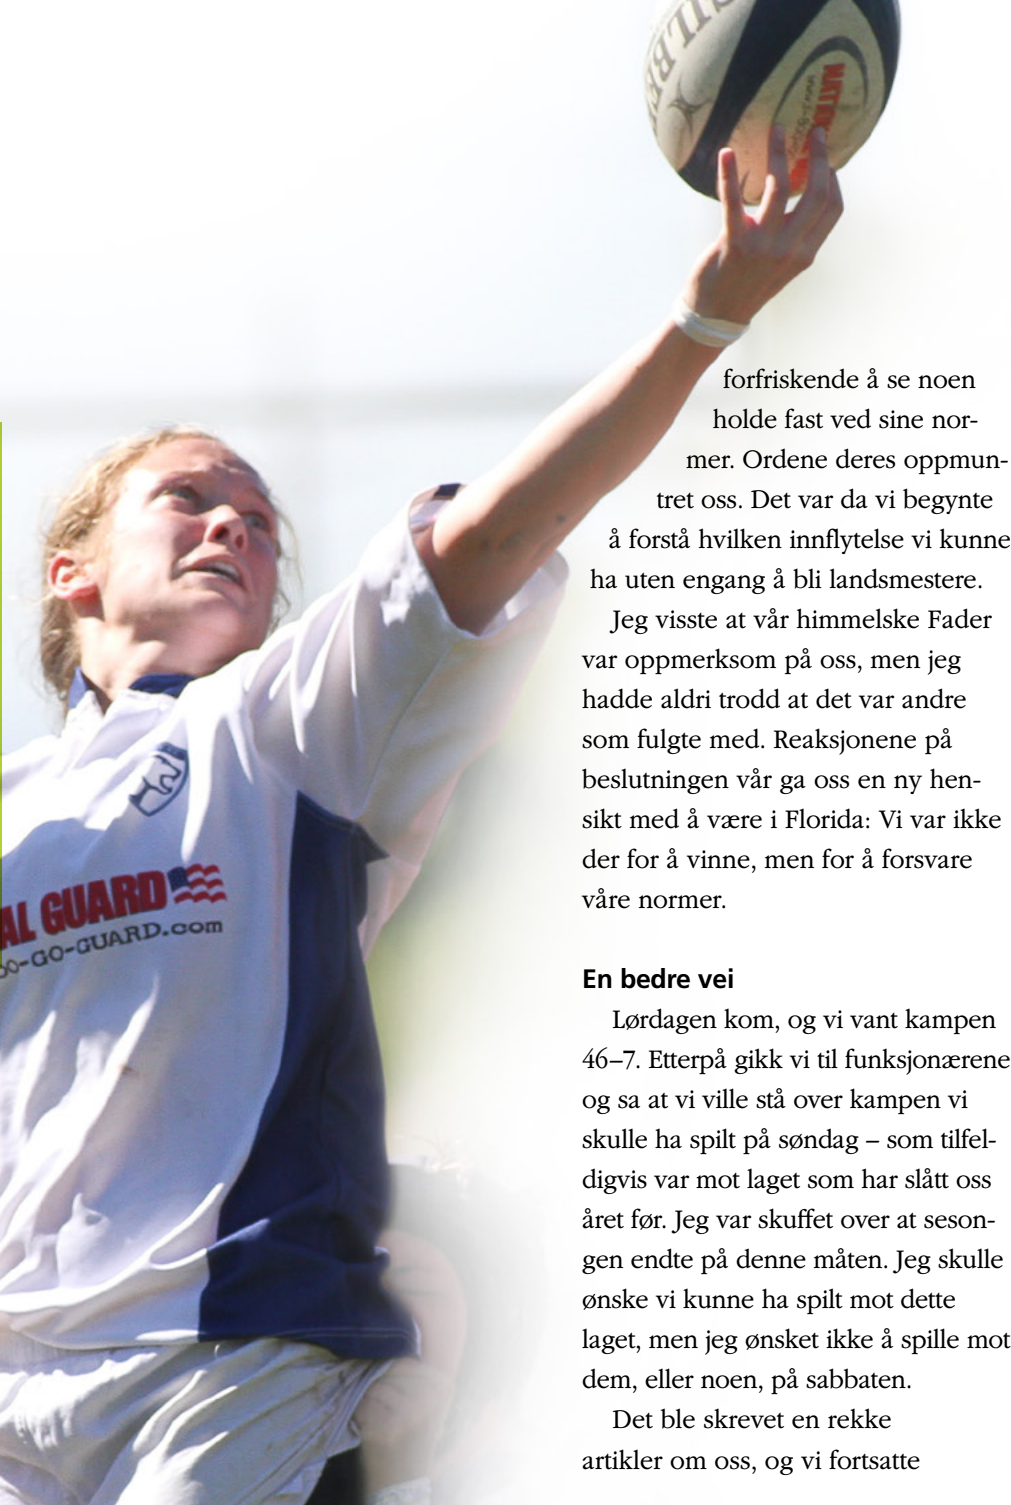 SILBE
NATIO
forfriskende å se noen
holde fast ved sine nor-
mer. Ordene deres oppmun-
tret oss. Det var da vi begynte
å forstå hvilken innflytelse vi kunne
ha uten engang å bli landsmestere.
Jeg visste at vår himmelske Fader
var oppmerksom på oss, men jeg
hadde aldri trodd at det var andre
som fulgte med. Reaksjonene på
beslutningen vår ga oss en ny hen-
sikt med å være i Florida: Vi var ikke
der for å vinne, men for å forsvare
våre normer.
AL GUARD
00-GO-GUARD.com
En bedre vei
Lørdagen kom, og vi vant kampen
46–7. Etterpå gikk vi til funksjonærene
og sa at vi ville stå over kampen vi
skulle ha spilt på søndag – som tilfel-
digvis var mot laget som har slått oss
året før. Jeg var skuffet over at seson-
gen endte på denne måten. Jeg skulle
ønske vi kunne ha spilt mot dette
laget, men jeg ønsket ikke å spille mot
dem, eller noen, på sabbaten.
Det ble skrevet en rekke
artikler om oss, og vi fortsatte